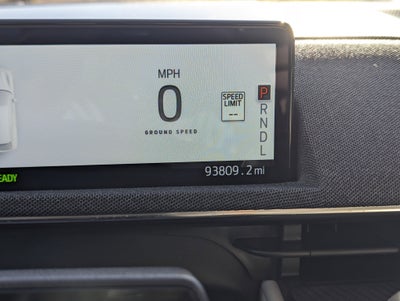 MPH
0
GROUND SPEED
SPEED
LIMIT
--
P
R
N
D
L
93809.2 mi
EADY